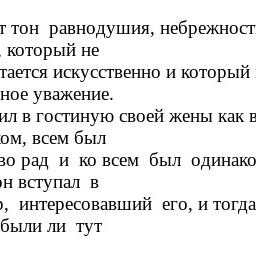 т тон равнодушия, небрежност
, который не
тается искусственно и который
ное уважение.
ил в гостиную своей жены как в
ком, всем был
во рад и ко всем был одинако
он вступал в
р, интересовавший его, и тогда
были ли тут